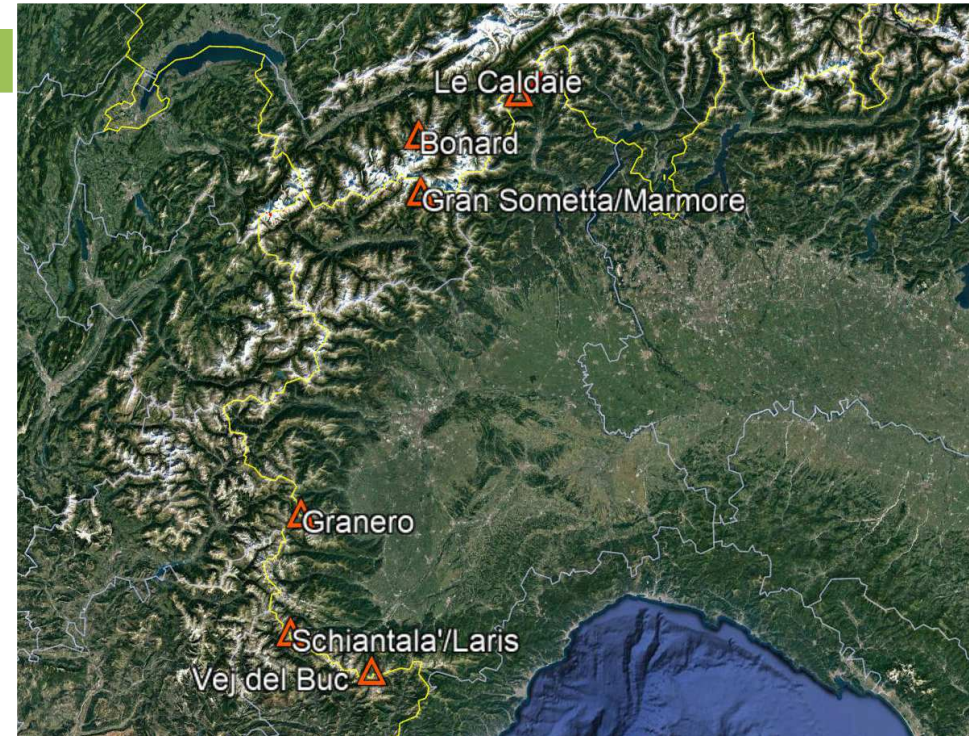 Le Caldaie
Bonard
Gran Sometta/Marmore
Granero
Schiantala'/Laris
Vej del Buc